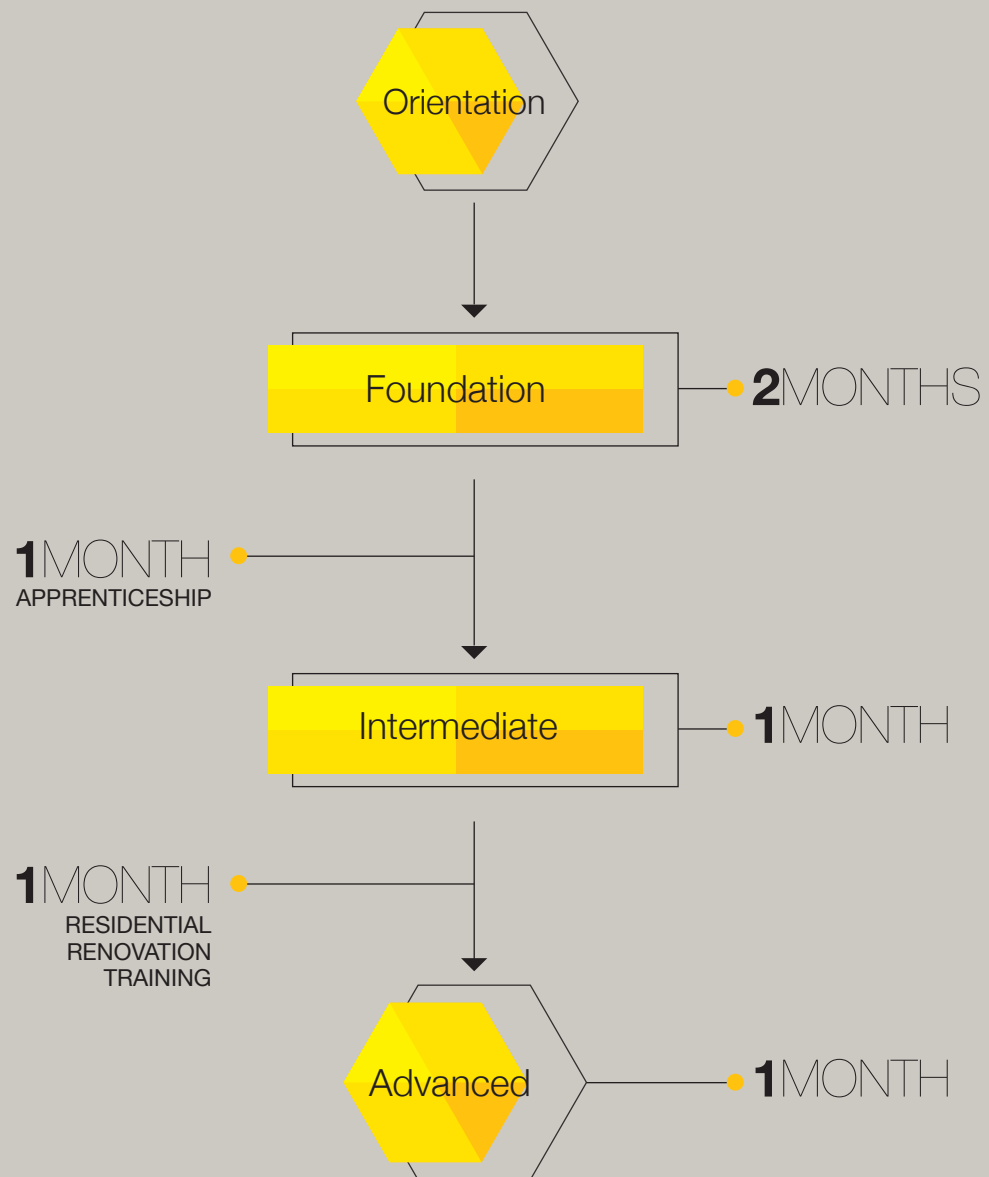 Orientation
Foundation
2MONTHS
1MONTH
APPRENTICESHIP
Intermediate
1MONTH
1MONTH
RESIDENTIAL
RENOVATION
TRAINING
Advanced
1MONTH